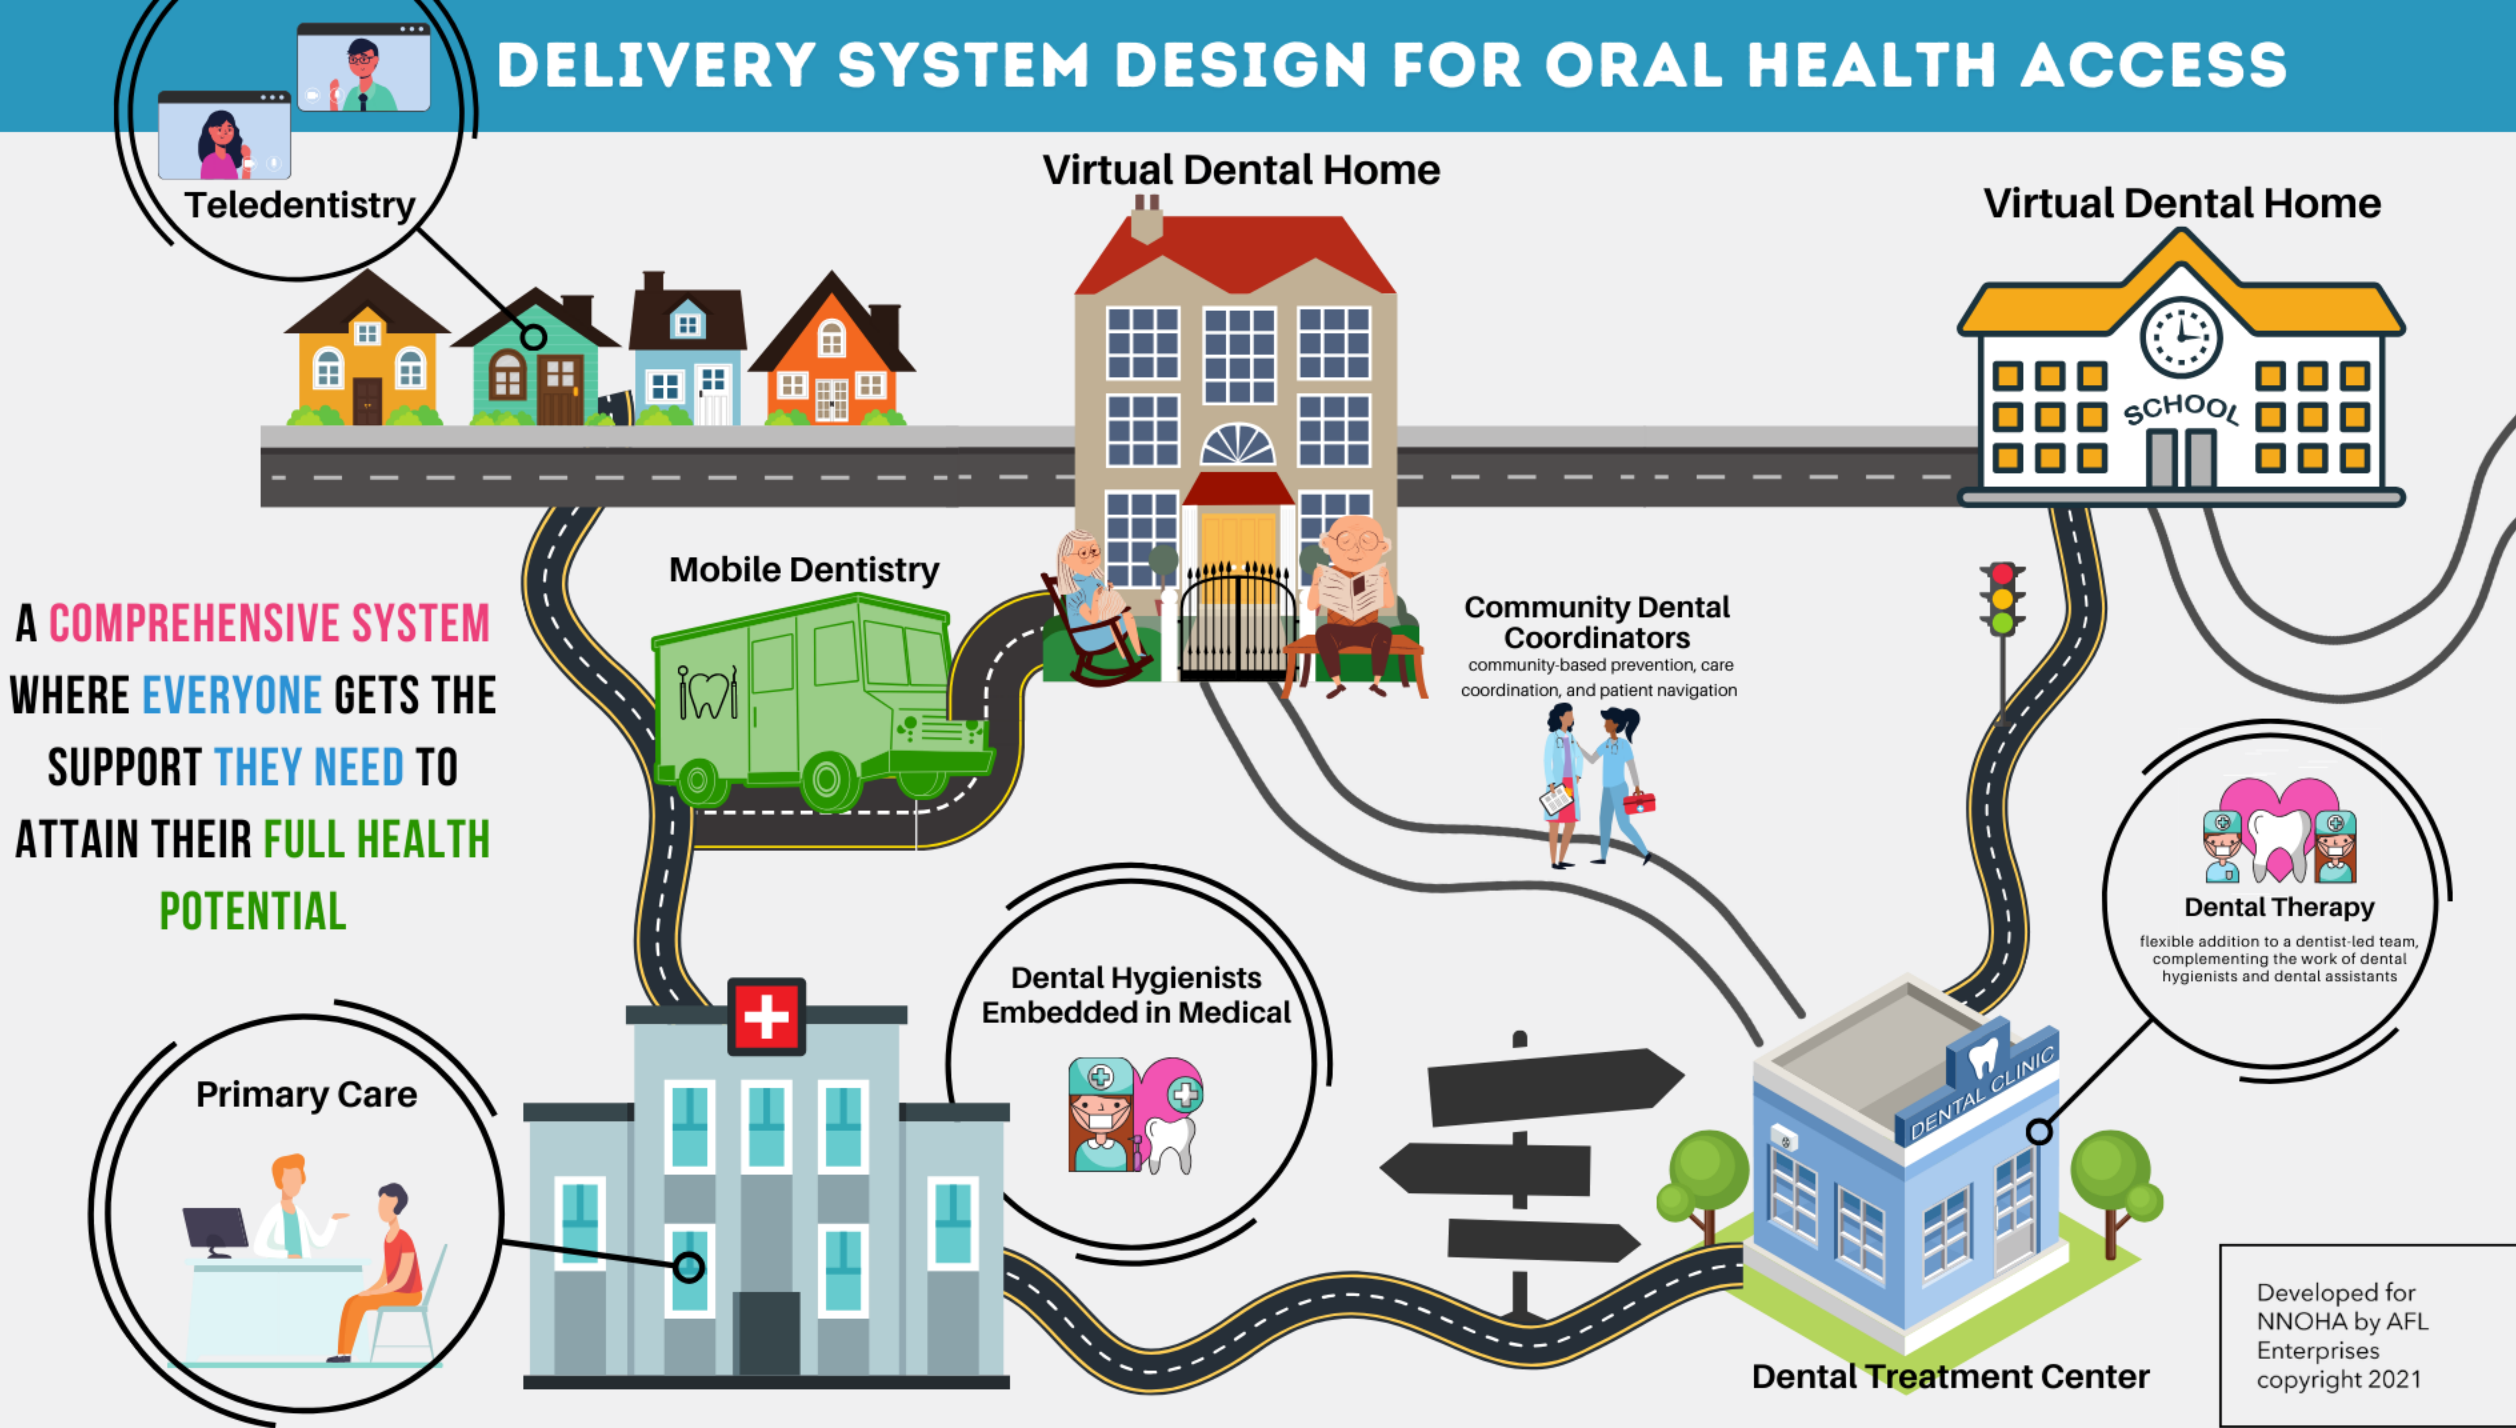 DELIVERY SYSTEM DESIGN FOR ORAL HEALTH ACCESS
Teledentistry
Virtual Dental Home
Virtual Dental Home
SCHOOL
Mobile Dentistry
A COMPREHENSIVE SYSTEM
WHERE EVERYONE GETS THE
SUPPORT THEY NEED TO
ATTAIN THEIR FULL HEALTH
POTENTIAL
Community Dental
Coordinators
community-based prevention, care
coordination, and patient navigation
Dental Therapy
flexible addition to a dentist-led team,
complementing the work of dental
hygienists and dental assistants
Dental Hygienists
Embedded in Medical
Primary Care
DENTAL CLINIC
Dental Treatment Center
Developed for
NNOHA by AFL
Enterprises
copyright 2021